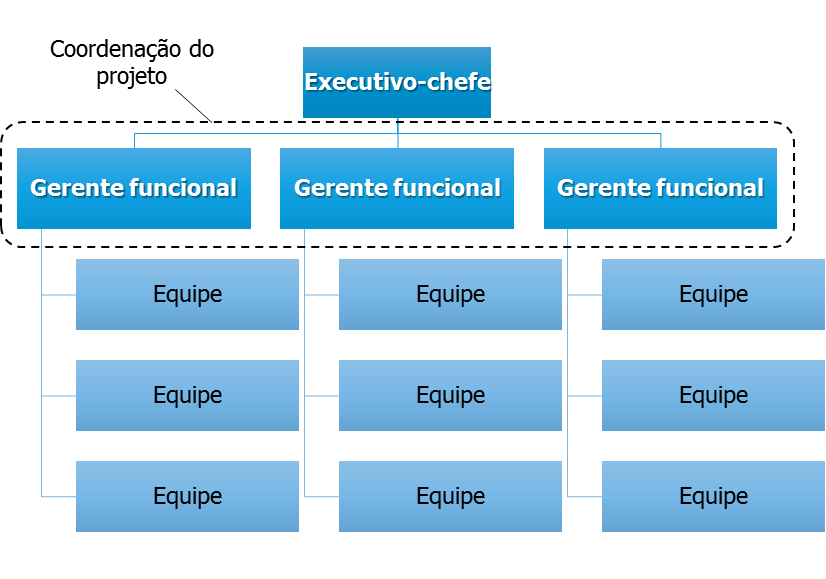 Coordenação do
projeto
Executivo-chefe
Gerente funcional
Gerente funcional
Gerente funcional
Equipe
Equipe
Equipe
Equipe
Equipe
Equipe
Equipe
Equipe
Equipe